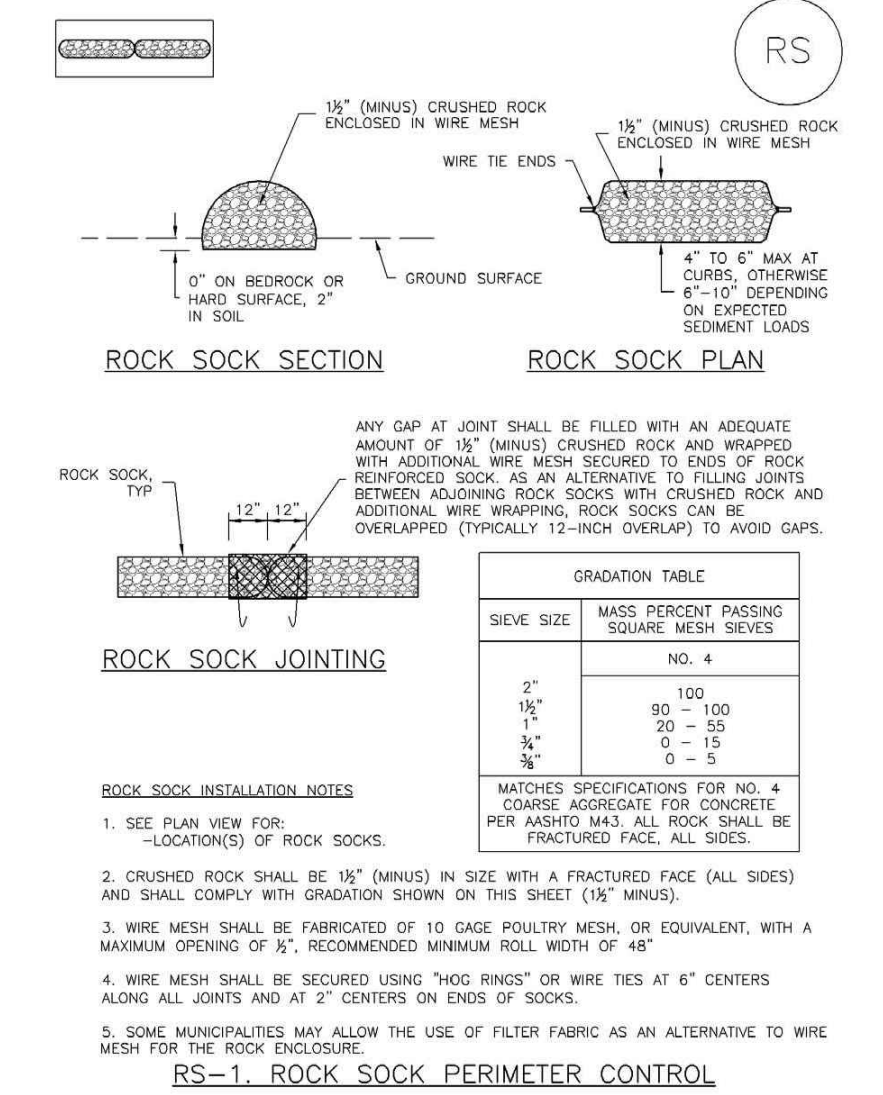 RS
1½" (MINUS) CRUSHED ROCK
ENCLOSED IN WIRE MESH
0" ON BEDROCK OR
HARD SURFACE, 2"
IN SOIL
GROUND SURFACE
ROCK SOCK SECTION
1½" (MINUS) CRUSHED ROCK
ENCLOSED IN WIRE MESH
WIRE TIE ENDS
4" TO 6" MAX AT
CURBS, OTHERWISE
6"-10" DEPENDING
ON EXPECTED
SEDIMENT LOADS
ROCK SOCK PLAN
ANY GAP AT JOINT SHALL BE FILLED WITH AN ADEQUATE
AMOUNT OF 1½" (MINUS) CRUSHED ROCK AND WRAPPED
WITH ADDITIONAL WIRE MESH SECURED TO ENDS OF ROCK
REINFORCED SOCK. AS AN ALTERNATIVE TO FILLING JOINTS
BETWEEN ADJOINING ROCK SOCKS WITH CRUSHED ROCK AND
ADDITIONAL WIRE WRAPPING, ROCK SOCKS CAN BE
OVERLAPPED (TYPICALLY 12-INCH OVERLAP) TO AVOID GAPS.
ROCK SOCK,
TYP
12" 12"
ROCK SOCK JOINTING
GRADATION TABLE
SIEVE SIZE MASS PERCENT PASSING
SQUARE MESH SIEVES
NO. 4
2" 100
1½" 90 - 100
1" 20 - 55
¾" 0 - 15
⅜" 0 - 5
MATCHES SPECIFICATIONS FOR NO. 4
COARSE AGGREGATE FOR CONCRETE
PER AASHTO M43. ALL ROCK SHALL BE
FRACTURED FACE, ALL SIDES.
ROCK SOCK INSTALLATION NOTES
1. SEE PLAN VIEW FOR:
-LOCATION(S) OF ROCK SOCKS.
2. CRUSHED ROCK SHALL BE 1½" (MINUS) IN SIZE WITH A FRACTURED FACE (ALL SIDES)
AND SHALL COMPLY WITH GRADATION SHOWN ON THIS SHEET (1½" MINUS).
3. WIRE MESH SHALL BE FABRICATED OF 10 GAGE POULTRY MESH, OR EQUIVALENT, WITH A
MAXIMUM OPENING OF ½", RECOMMENDED MINIMUM ROLL WIDTH OF 48"
4. WIRE MESH SHALL BE SECURED USING "HOG RINGS" OR WIRE TIES AT 6" CENTERS
ALONG ALL JOINTS AND AT 2" CENTERS ON ENDS OF SOCKS.
5. SOME MUNICIPALITIES MAY ALLOW THE USE OF FILTER FABRIC AS AN ALTERNATIVE TO WIRE
MESH FOR THE ROCK ENCLOSURE.
RS-1. ROCK SOCK PERIMETER CONTROL